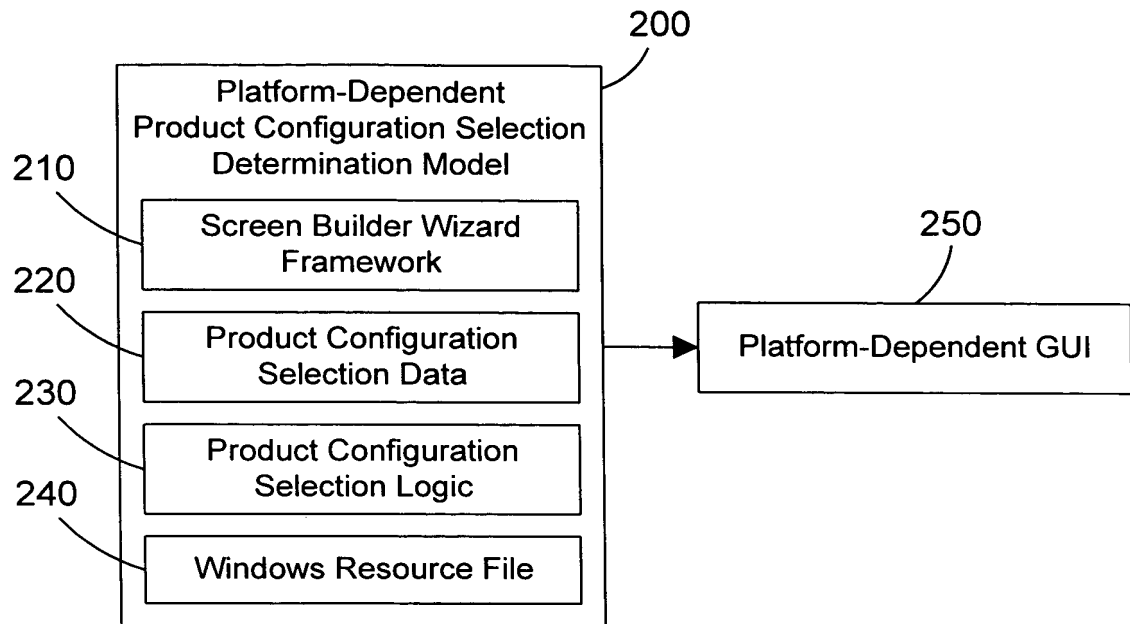 200
Platform-Dependent
Product Configuration Selection
Determination Model
210
Screen Builder Wizard
Framework
250
220
Product Configuration
Selection Data
Platform-Dependent GUI
230
Product Configuration
Selection Logic
240
Windows Resource File